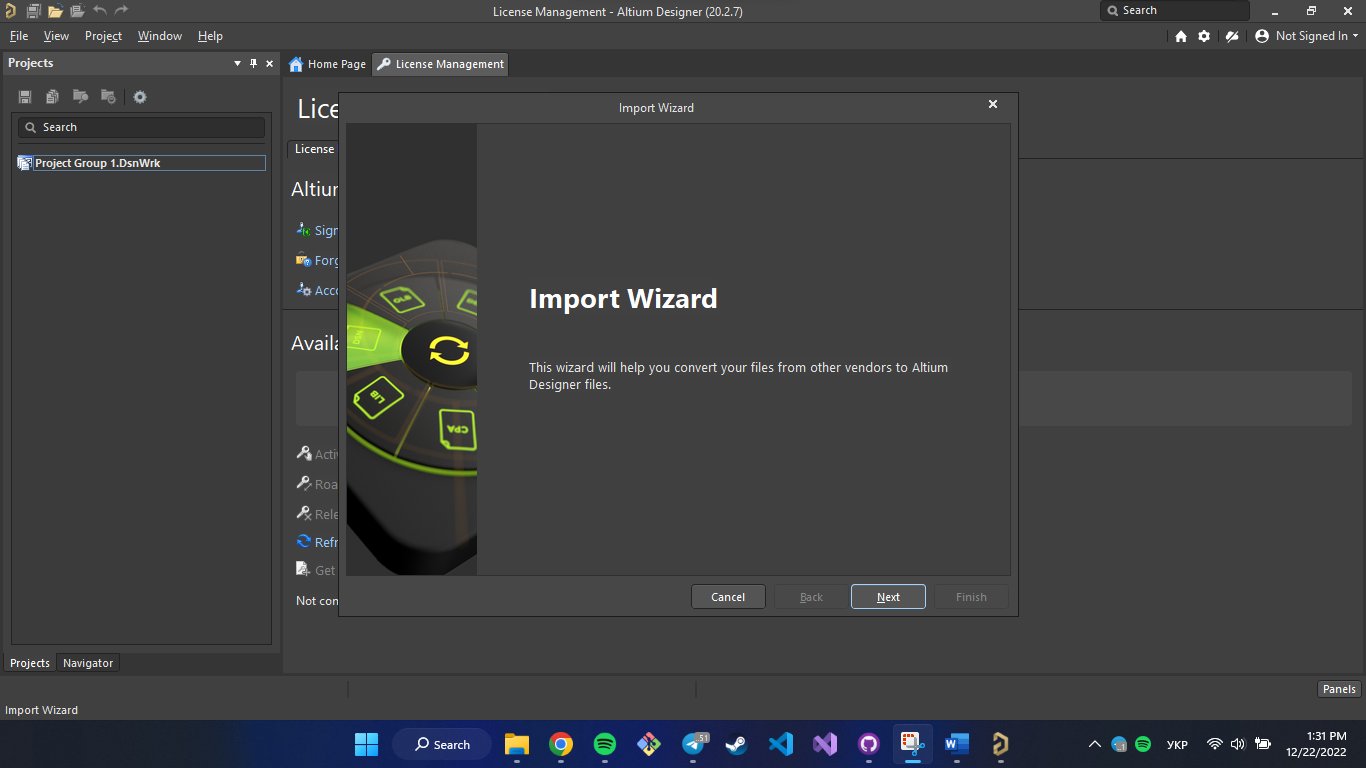 License Management - Altium Designer (20.2.7)
Search
File View Project Window Help
Not Signed In
Projects
Home Page
License Management
Search
Project Group 1.DsnWrk
Lice
License
Altiu
Sign
Forg
Acco
Availa
Activ
Roa
Rele
Refr
Get
Not con
Import Wizard
OLB
DSN
LIB
CPA
Import Wizard
This wizard will help you convert your files from other vendors to Altium
Designer files.
Cancel
Back
Next
Finish
Projects
Navigator
Panels
Import Wizard
Search
51
УКР
1:31 PM
12/22/2022